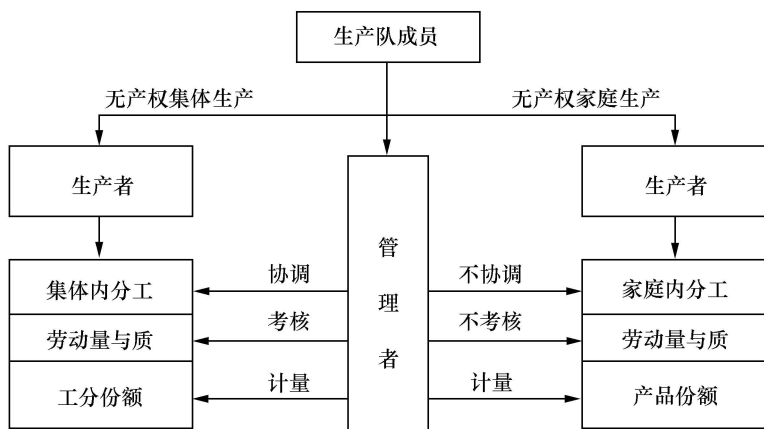 生产队成员
无产权集体生产
无产权家庭生产
生产者
生产者
管理者
协调
不协调
集体内分工
家庭内分工
考核
不考核
劳动量与质
劳动量与质
计量
计量
工分份额
产品份额